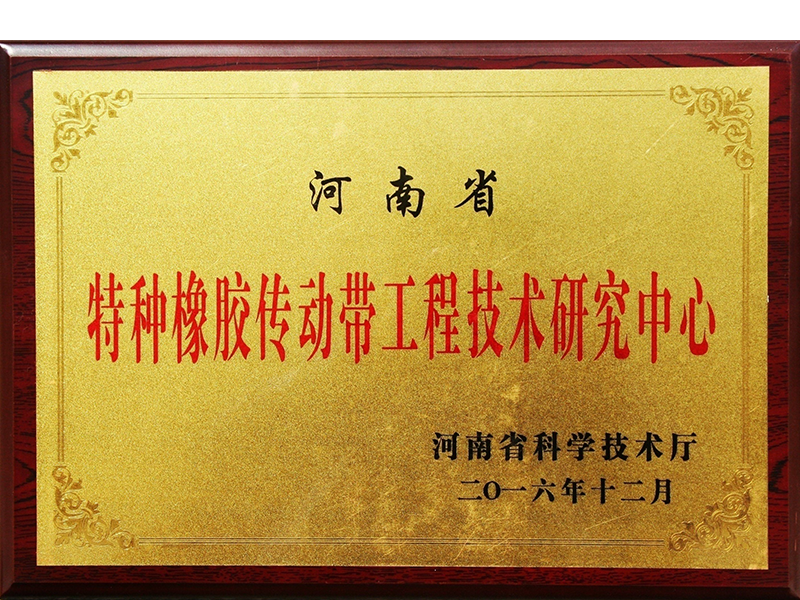 河南省
特种橡胶传动带工程技术研究中心
河南省科学技术厅
二〇一六年十二月